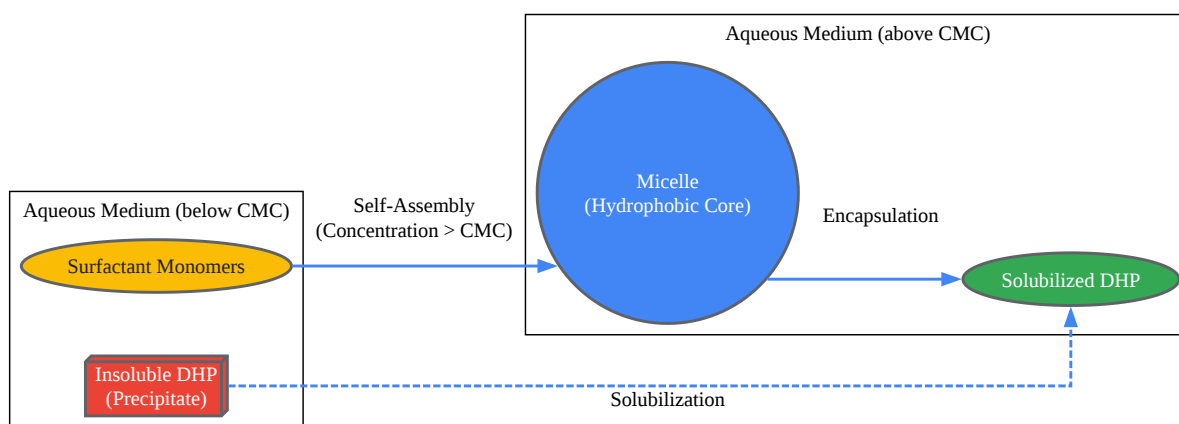 Aqueous Medium (above CMC)
Micelle
(Hydrophobic Core)
Encapsulation
Solubilized DHP
Aqueous Medium (below CMC)
Self-Assembly
(Concentration > CMC)
Surfactant Monomers
Insoluble DHP
(Precipitate)
Solubilization